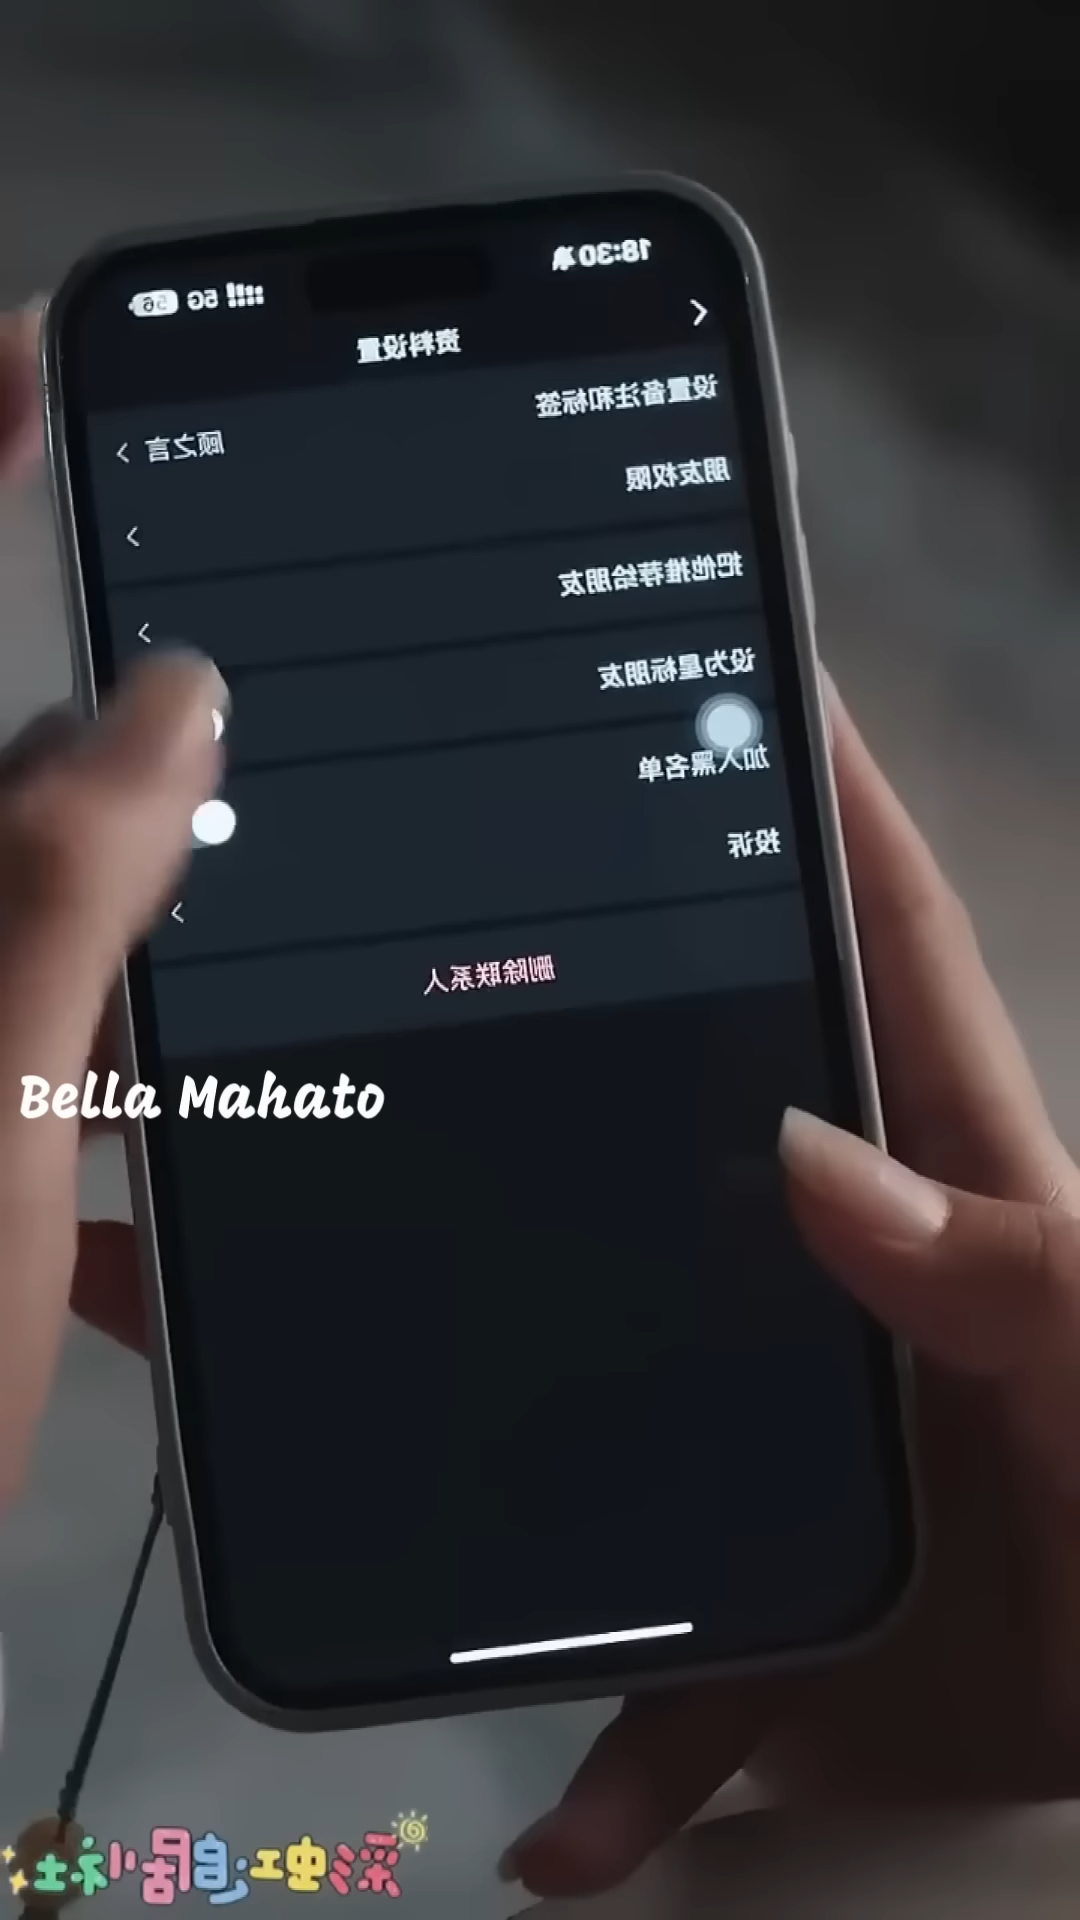 18:30
5G 56
资料设置
设置备注和标签
顾之言
朋友权限
把他推荐给朋友
设为星标朋友
加入黑名单
投诉
删除联系人
Bella Mahato
彩虹追剧小社